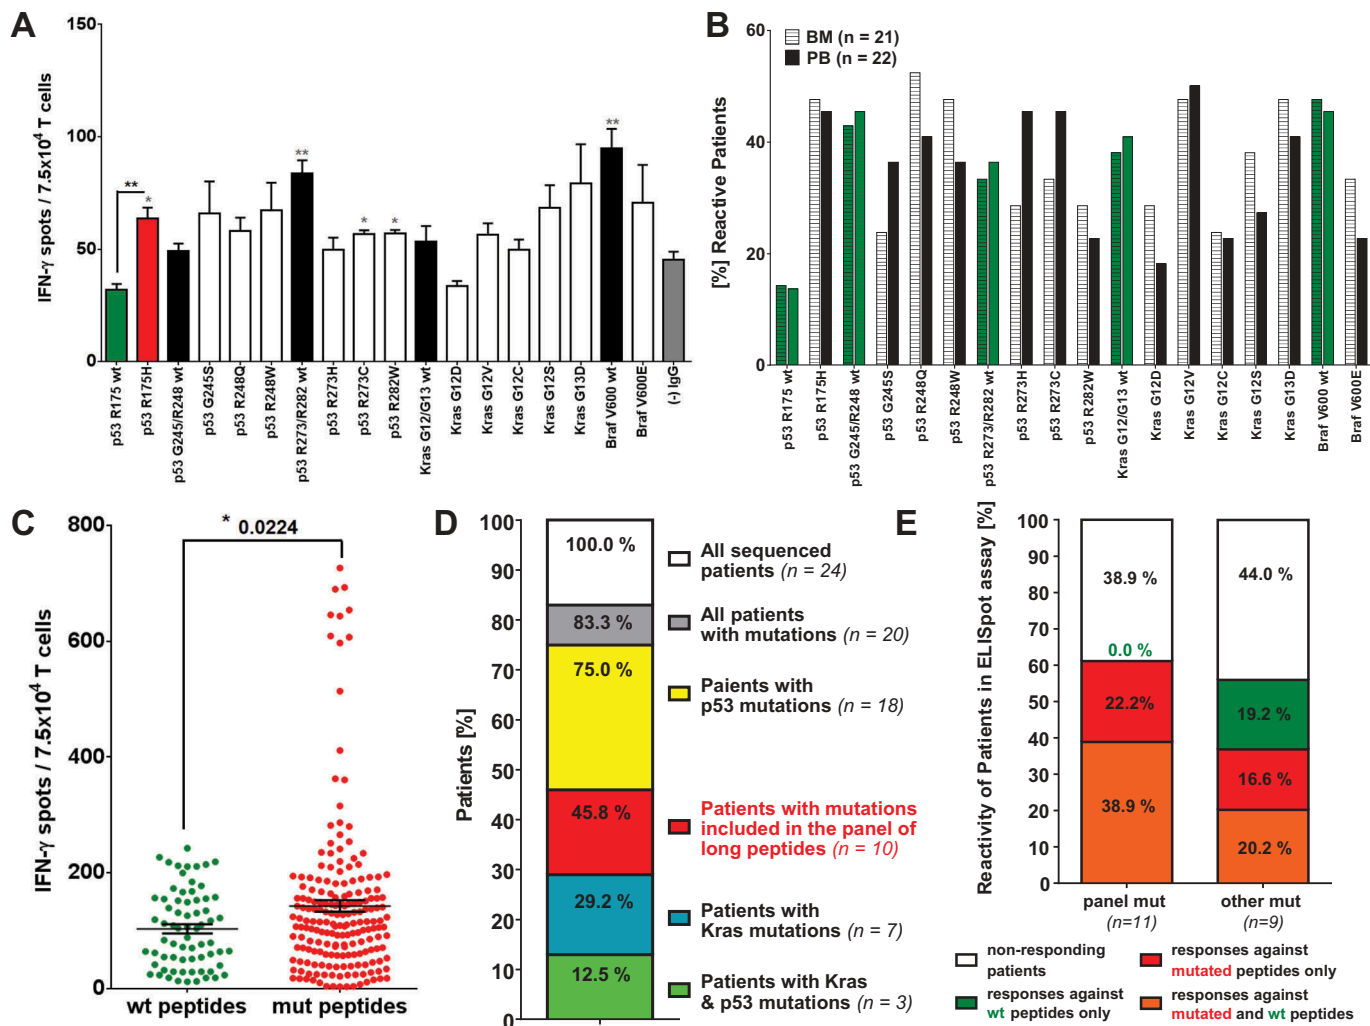 A
IFN-γ spots / 7.5x10⁴ T cells
150
100
50
0
**
*
**
*
*
**
p53 R175 wt
p53 R175H
p53 G245/R248 wt
p53 G245S
p53 R248Q
p53 R248W
p53 R273/R282 wt
p53 R273H
p53 R273C
p53 R282W
Kras G12/G13 wt
Kras G12D
Kras G12V
Kras G12C
Kras G12S
Kras G13D
Braf V600 wt
Braf V600E
(-) IgG
B
[%] Reactive Patients
60
40
20
0
BM (n = 21)
PB (n = 22)
p53 R175 wt
p53 R175H
p53 G245/R248 wt
p53 G245S
p53 R248Q
p53 R248W
p53 R273/R282 wt
p53 R273H
p53 R273C
p53 R282W
Kras G12/G13 wt
Kras G12D
Kras G12V
Kras G12C
Kras G12S
Kras G13D
Braf V600 wt
Braf V600E
C
IFN-γ spots / 7.5x10⁴ T cells
800
600
400
200
0
* 0.0224
wt peptides
mut peptides
D
Patients [%]
100
90
80
70
60
50
40
30
20
10
0
100.0 %
83.3 %
75.0 %
45.8 %
29.2 %
12.5 %
All sequenced
patients (n = 24)
All patients
with mutations (n = 20)
Paients with
p53 mutations (n = 18)
Patients with mutations
included in the panel of
long peptides (n = 10)
Patients with
Kras mutations (n = 7)
Patients with Kras
& p53 mutations (n = 3)
E
Reactivity of Patients in ELISpot assay [%]
100
90
80
70
60
50
40
30
20
10
0
38.9 %
0.0 %
22.2%
38.9 %
44.0 %
19.2 %
16.6 %
20.2 %
panel mut
(n=11)
other mut
(n=9)
non-responding
patients
responses against
mutated peptides only
responses against
wt peptides only
responses against
mutated and wt peptides